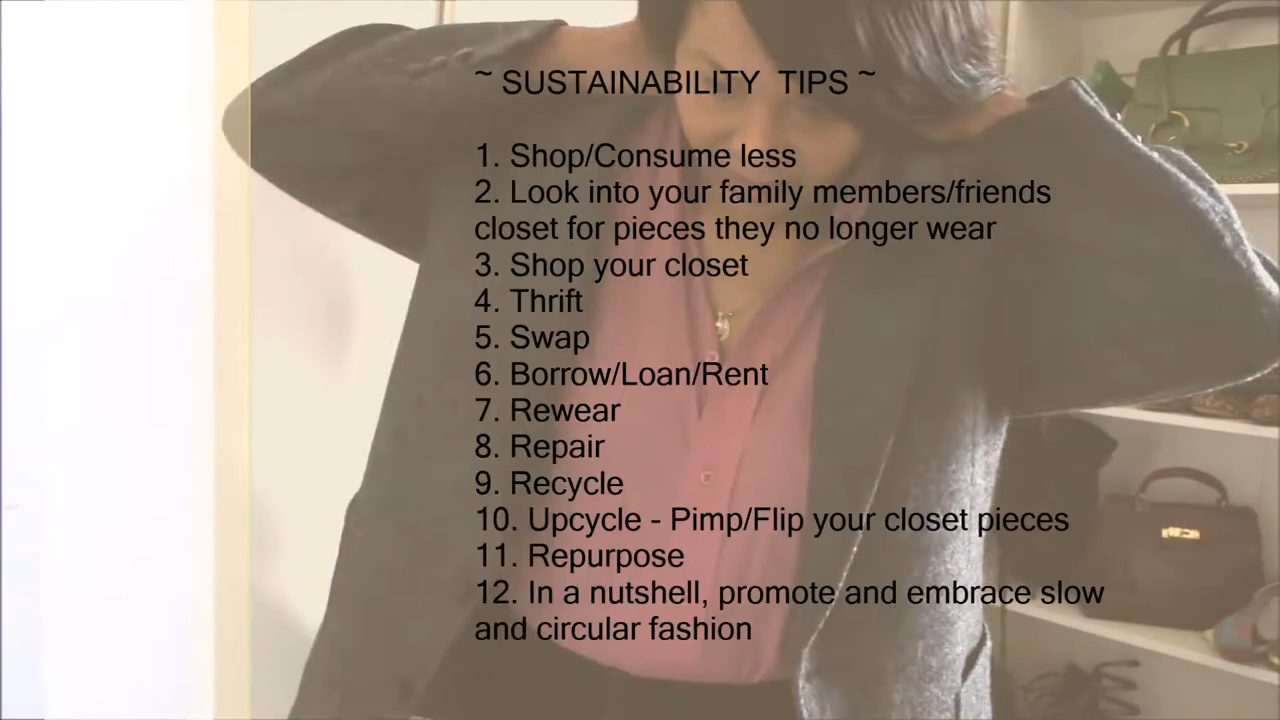 ~ SUSTAINABILITY TIPS ~
1. Shop/Consume less
2. Look into your family members/friends
closet for pieces they no longer wear
3. Shop your closet
4. Thrift
5. Swap
6. Borrow/Loan/Rent
7. Rewear
8. Repair
9. Recycle
10. Upcycle - Pimp/Flip your closet pieces
11. Repurpose
12. In a nutshell, promote and embrace slow
and circular fashion